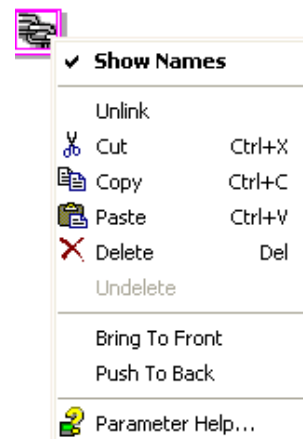 Show Names
Unlink
Cut Ctrl+X
Copy Ctrl+C
Paste Ctrl+V
Delete Del
Undelete
Bring To Front
Push To Back
Parameter Help...